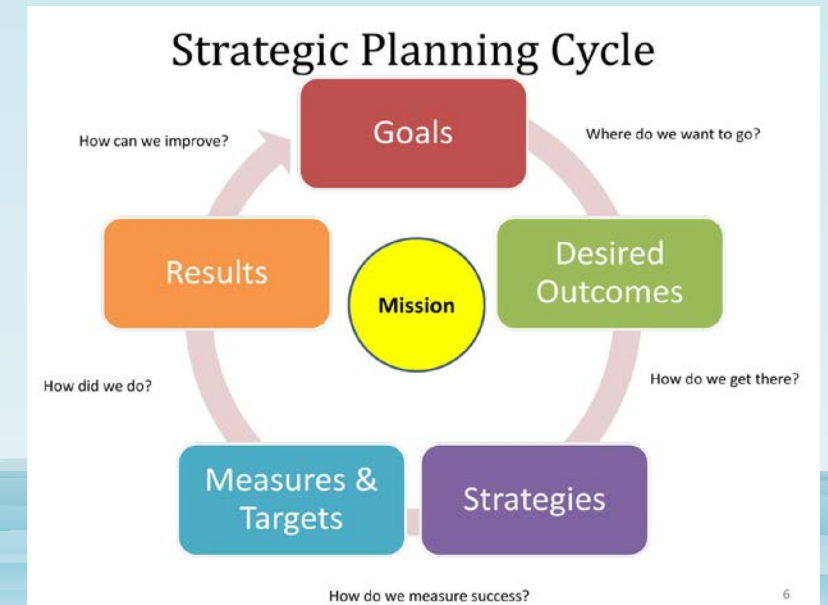 Strategic Planning Cycle
Goals
How can we improve?
Where do we want to go?
Results
Desired
Outcomes
Mission
How did we do?
How do we get there?
Measures &
Targets
Strategies
How do we measure success?
6